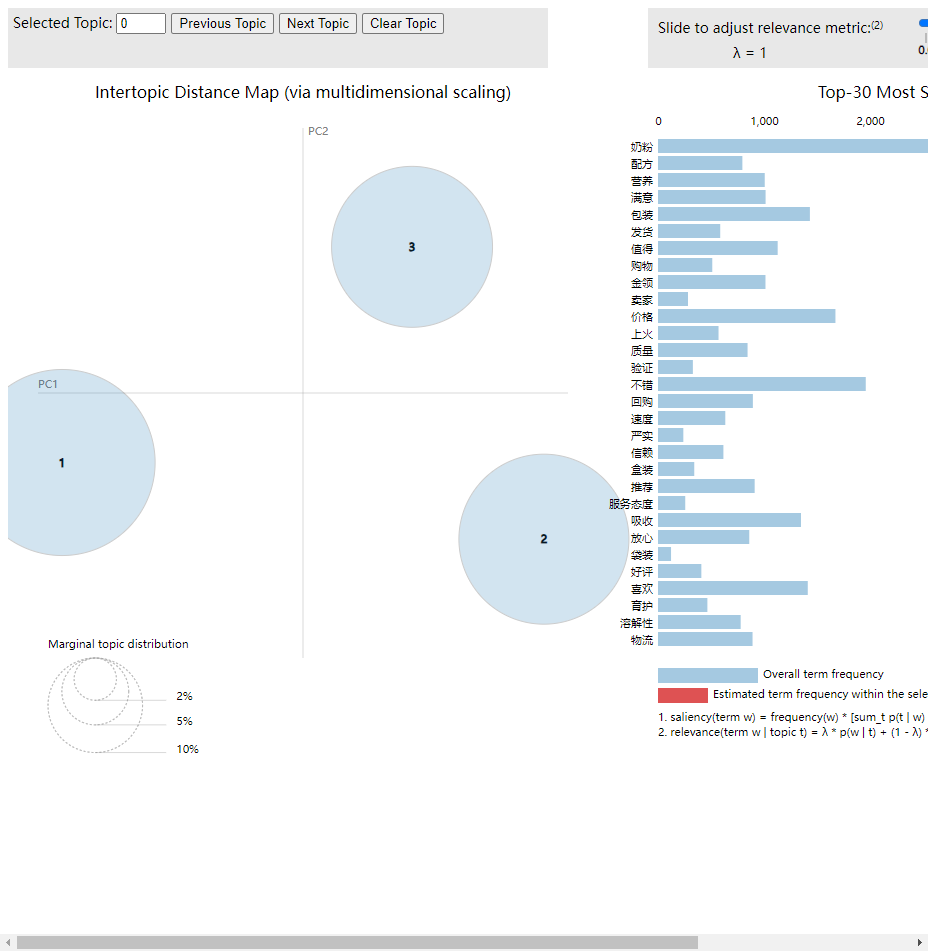 Selected Topic: 0 Previous Topic Next Topic Clear Topic
Slide to adjust relevance metric:(2)
λ = 1
0.
Intertopic Distance Map (via multidimensional scaling)
PC2
3
PC1
1
2
Marginal topic distribution
2%
5%
10%
Top-30 Most S
0 1,000 2,000
奶粉
配方
营养
满意
包装
发货
值得
购物
金领
卖家
价格
上火
质量
验证
不错
回购
速度
严实
信赖
盒装
推荐
服务态度
吸收
放心
袋装
好评
喜欢
育护
溶解性
物流
Overall term frequency
Estimated term frequency within the sele
1. saliency(term w) = frequency(w) * [sum_t p(t | w)
2. relevance(term w | topic t) = λ * p(w | t) + (1 - λ) *